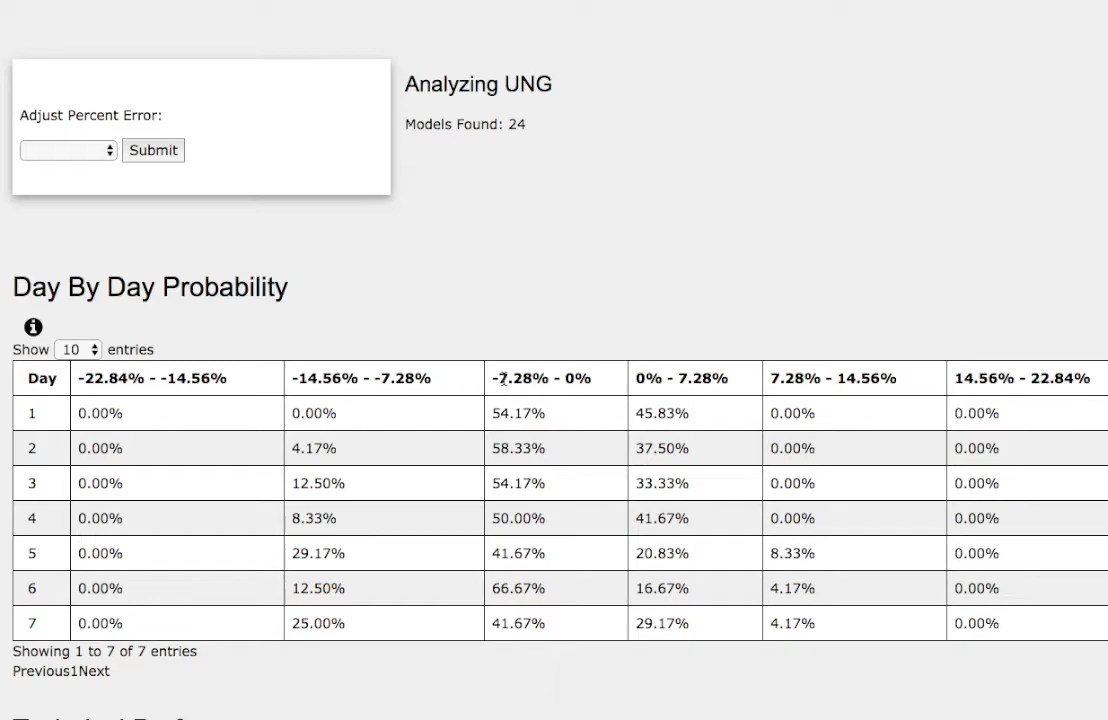 Analyzing UNG
Adjust Percent Error:
Models Found: 24
Submit
Day By Day Probability
Show 10 entries
Day -22.84% - -14.56% -14.56% - -7.28% -7.28% - 0% 0% - 7.28% 7.28% - 14.56% 14.56% - 22.84%
1 0.00% 0.00% 54.17% 45.83% 0.00% 0.00%
2 0.00% 4.17% 58.33% 37.50% 0.00% 0.00%
3 0.00% 12.50% 54.17% 33.33% 0.00% 0.00%
4 0.00% 8.33% 50.00% 41.67% 0.00% 0.00%
5 0.00% 29.17% 41.67% 20.83% 8.33% 0.00%
6 0.00% 12.50% 66.67% 16.67% 4.17% 0.00%
7 0.00% 25.00% 41.67% 29.17% 4.17% 0.00%
Showing 1 to 7 of 7 entries
Previous1Next